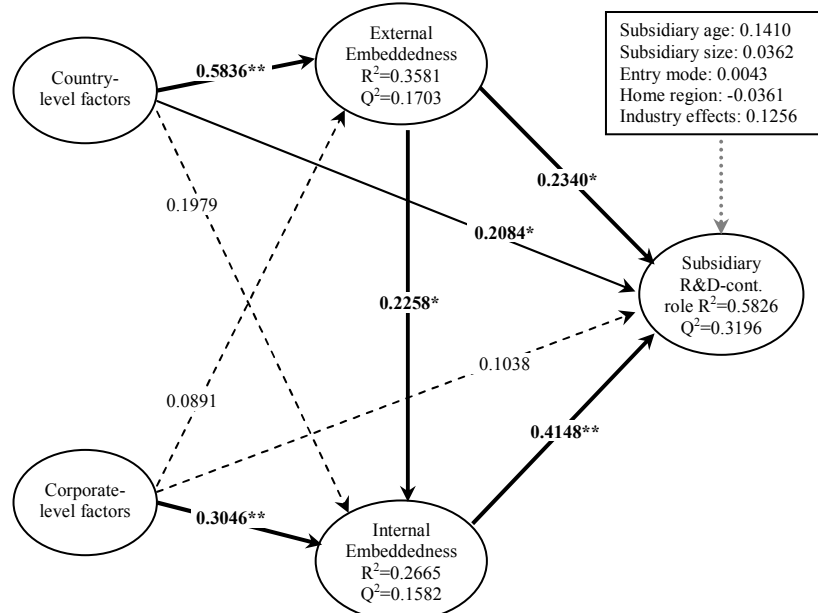 External
Embeddedness
R²=0.3581
Q²=0.1703
Subsidiary age: 0.1410
Subsidiary size: 0.0362
Entry mode: 0.0043
Home region: -0.0361
Industry effects: 0.1256
Country-
level factors
0.5836**
0.2340*
0.1979
0.2084*
Subsidiary
R&D-cont.
role R²=0.5826
Q²=0.3196
0.2258*
0.1038
0.0891
0.4148**
Corporate-
level factors
0.3046**
Internal
Embeddedness
R²=0.2665
Q²=0.1582